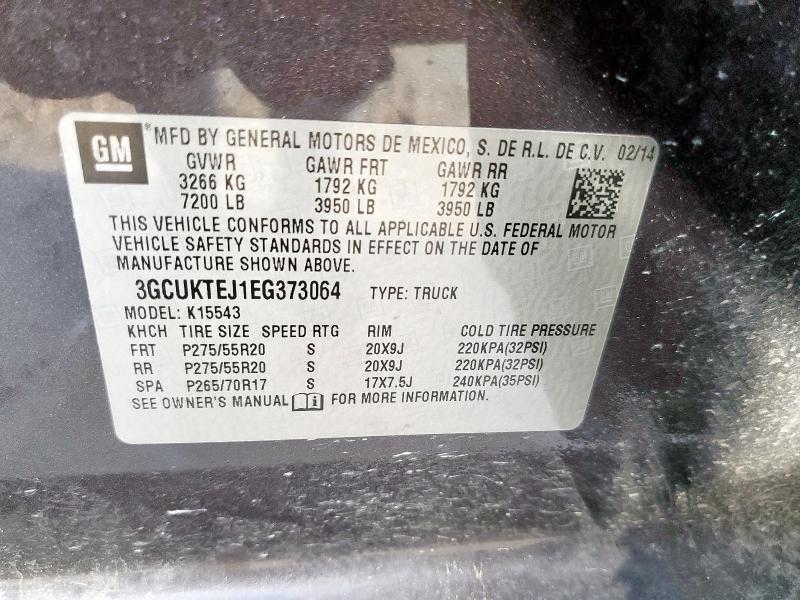 GM ® MFD BY GENERAL MOTORS DE MEXICO, S. DE R.L. DE C.V. 02/14
GVWR GAWR FRT GAWR RR
3266 KG 1792 KG 1792 KG
7200 LB 3950 LB 3950 LB
THIS VEHICLE CONFORMS TO ALL APPLICABLE U.S. FEDERAL MOTOR
VEHICLE SAFETY STANDARDS IN EFFECT ON THE DATE OF
MANUFACTURE SHOWN ABOVE.
3GCUKTEJ1EG373064 TYPE: TRUCK
MODEL: K15543
KHCH TIRE SIZE SPEED RTG RIM COLD TIRE PRESSURE
FRT P275/55R20 S 20X9J 220KPA(32PSI)
RR P275/55R20 S 20X9J 220KPA(32PSI)
SPA P265/70R17 S 17X7.5J 240KPA(35PSI)
SEE OWNER'S MANUAL i FOR MORE INFORMATION.